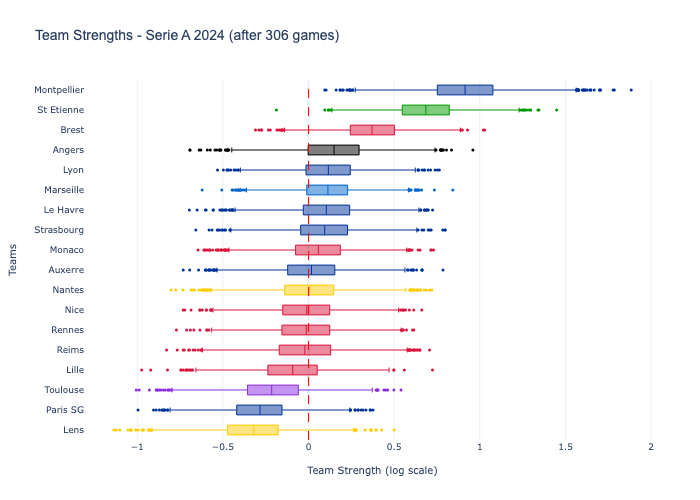 Team Strengths - Serie A 2024 (after 306 games)
Montpellier
St Etienne
Brest
Angers
Lyon
Marseille
Le Havre
Strasbourg
Monaco
Auxerre
Nantes
Nice
Rennes
Reims
Lille
Toulouse
Paris SG
Lens
Teams
−1
−0.5
0
0.5
1
1.5
2
Team Strength (log scale)